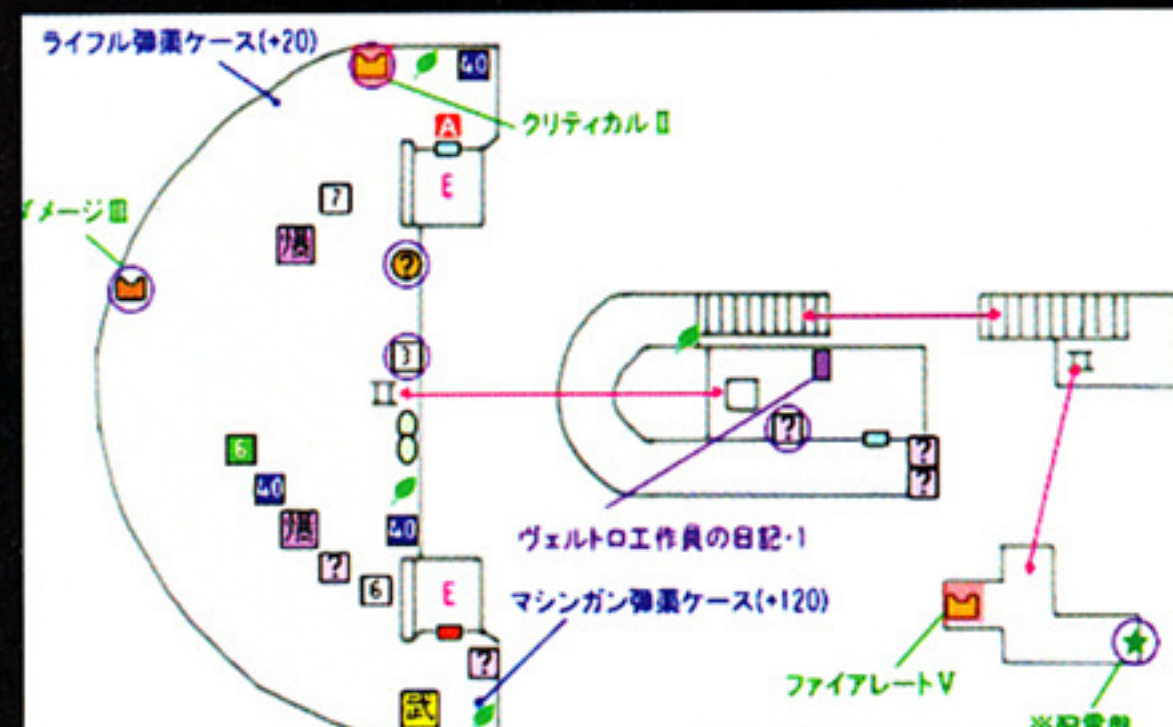 ライフル弾薬ケース(+20)
40
クリティカルⅡ
A
E
7
メージⅢ
爆
?
3
6
40
?
爆
40
?
?
ヴェルトロ工作員の日記・1
?
6
E
マシンガン弾薬ケース(+120)
?
ファイアレートⅤ
武